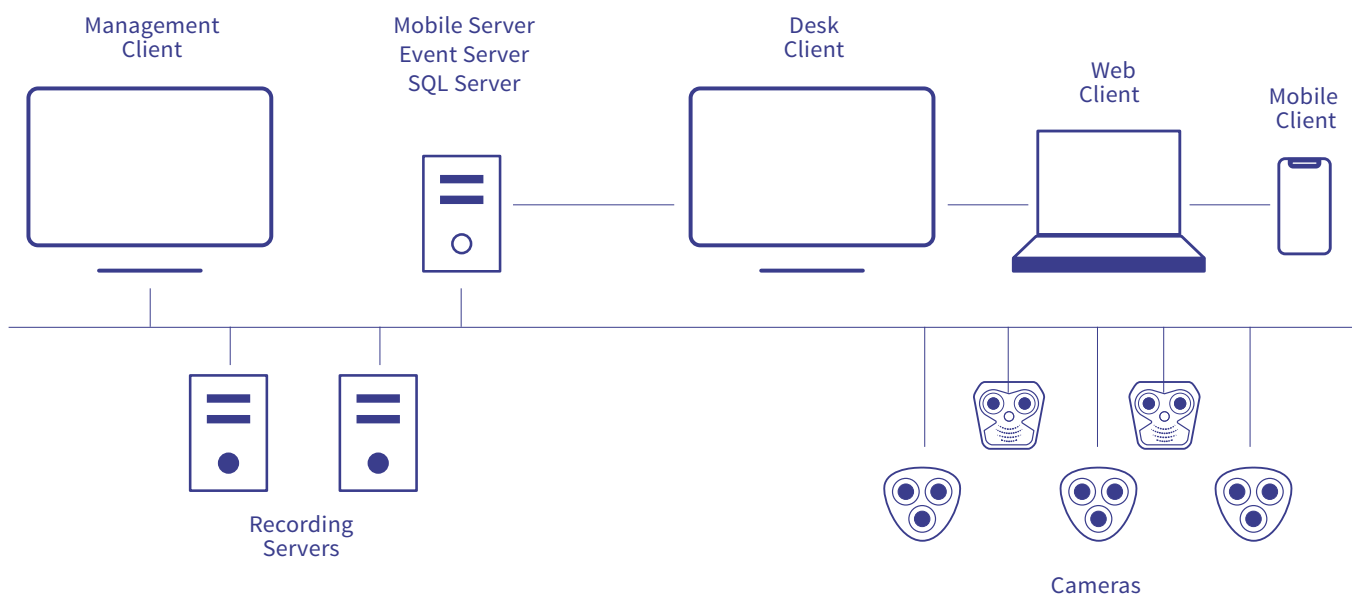 Management
Client
Mobile Server
Event Server
SQL Server
Desk
Client
Web
Client
Mobile
Client
Recording
Servers
Cameras